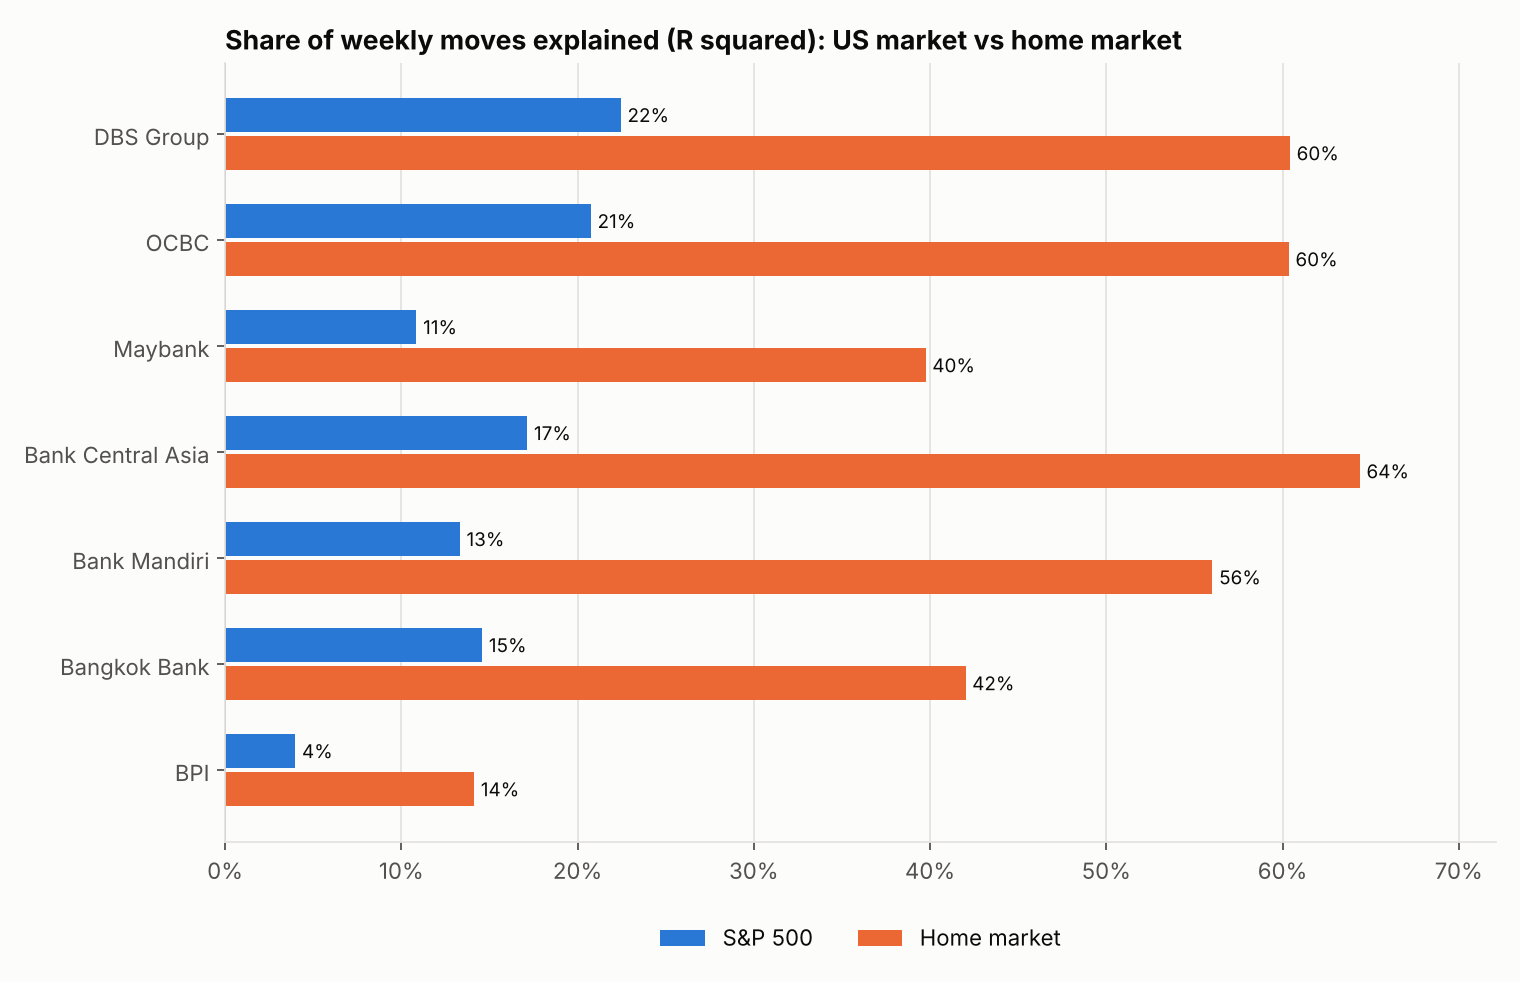 Share of weekly moves explained (R squared): US market vs home market
DBS Group
22%
60%
OCBC
21%
60%
Maybank
11%
40%
Bank Central Asia
17%
64%
Bank Mandiri
13%
56%
Bangkok Bank
15%
42%
BPI
4%
14%
0% 10% 20% 30% 40% 50% 60% 70%
S&P 500 Home market